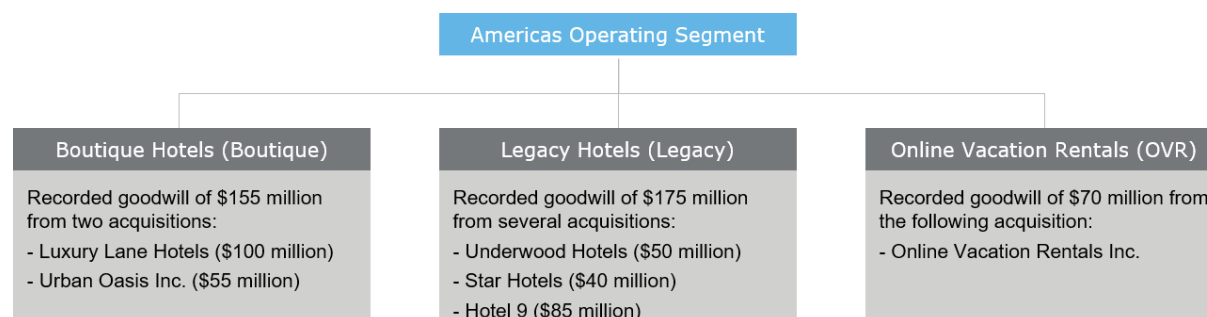 Americas Operating Segment
Boutique Hotels (Boutique)
Recorded goodwill of $155 million
from two acquisitions:
- Luxury Lane Hotels ($100 million)
- Urban Oasis Inc. ($55 million)
Legacy Hotels (Legacy)
Recorded goodwill of $175 million
from several acquisitions:
- Underwood Hotels ($50 million)
- Star Hotels ($40 million)
- Hotel 9 ($85 million)
Online Vacation Rentals (OVR)
Recorded goodwill of $70 million from
the following acquisition:
- Online Vacation Rentals Inc.